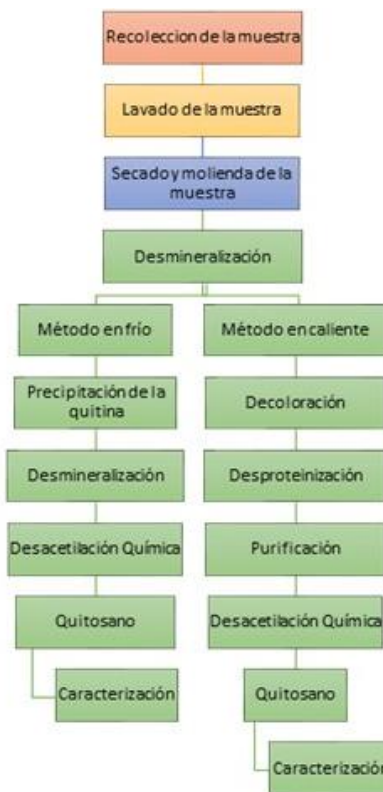 Recoleccion de la muestra
Lavado de la muestra
Secado y molienda de la
muestra
Desmineralización
Método en frío
Método en caliente
Precipitación de la
quitina
Decoloración
Desmineralización
Desproteinización
Desacetilación Química
Purificación
Quitosano
Desacetilación Química
Caracterización
Quitosano
Caracterización